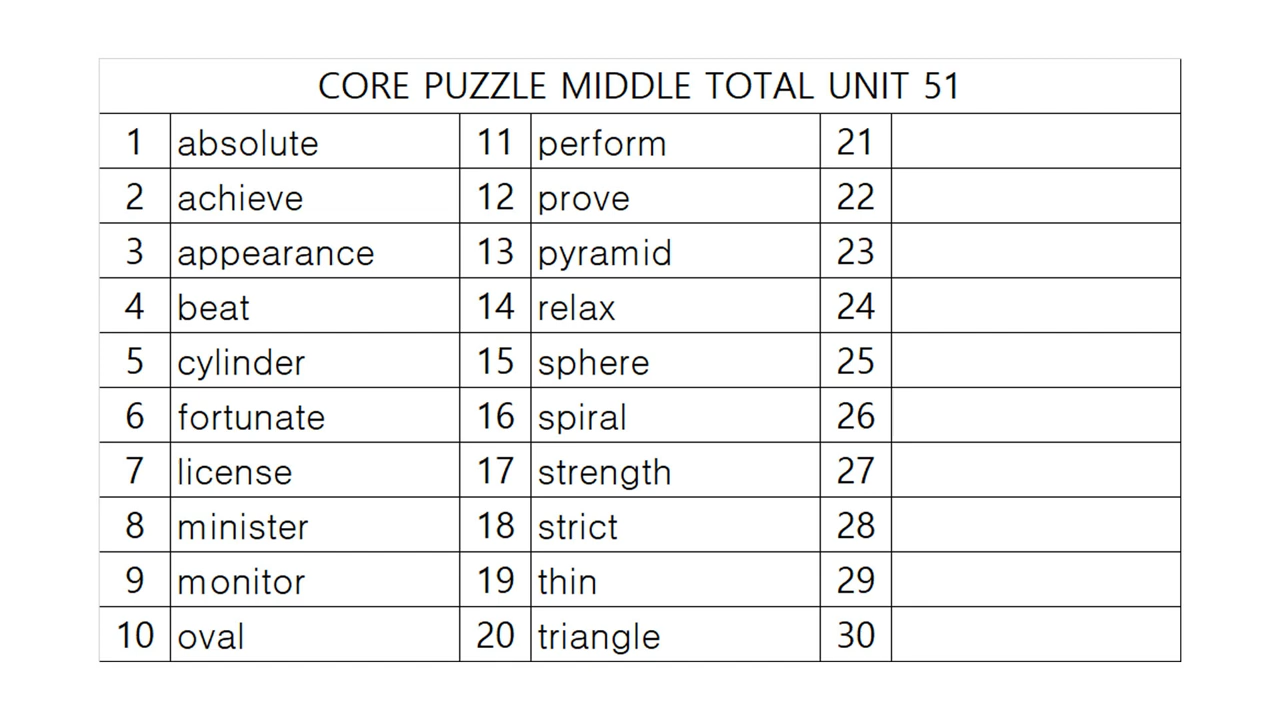 CORE PUZZLE MIDDLE TOTAL UNIT 51
1 absolute 11 perform 21
2 achieve 12 prove 22
3 appearance 13 pyramid 23
4 beat 14 relax 24
5 cylinder 15 sphere 25
6 fortunate 16 spiral 26
7 license 17 strength 27
8 minister 18 strict 28
9 monitor 19 thin 29
10 oval 20 triangle 30